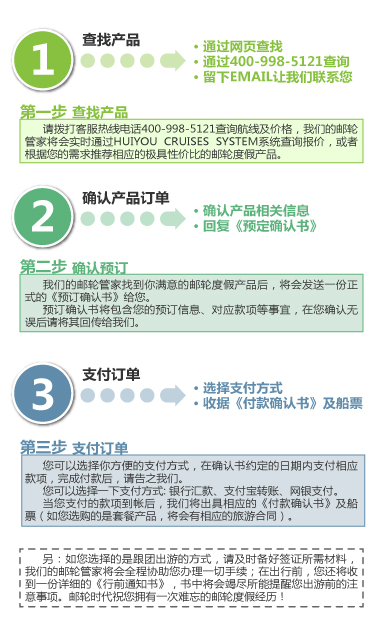 1
查找产品
• 通过网页查找
• 通过400-998-5121查询
• 留下EMAIL让我们联系您
第一步 查找产品
请拨打客服热线电话400-998-5121查询航线及价格，我们的邮轮
管家将会实时通过HUIYOU CRUISES SYSTEM系统查询报价，或者
根据您的需求推荐相应的极具性价比的邮轮度假产品。
2
确认产品订单
• 确认产品相关信息
• 回复《预定确认书》
第二步 确认预订
我们的邮轮管家找到你满意的邮轮度假产品后，将会发送一份正
式的《预订确认书》给您。
预订确认书将包含您的预订信息、对应款项等事宜，在您确认无
误后请将其回传给我们。
3
支付订单
• 选择支付方式
• 收据《付款确认书》及船票
第三步 支付订单
您可以选择你方便的支付方式，在确认书约定的日期内支付相应
款项，完成付款后，请告之我们。
您可以选择一下支付方式: 银行汇款、支付宝转账、网银支付。
当您支付的款项到帐后，我们将出具相应的《付款确认书》及船
票（如您选购的是套餐产品，将会有相应的旅游合同）。
另：如您选择的是跟团出游的方式，请及时备好签证所需材料，
我们的邮轮管家将会全程协助您办理一切手续；在出行前，您还将收
到一份详细的《行前通知书》，书中将会竭尽所能提醒您出游前的注
意事项。邮轮时代祝您拥有一次难忘的邮轮度假经历！